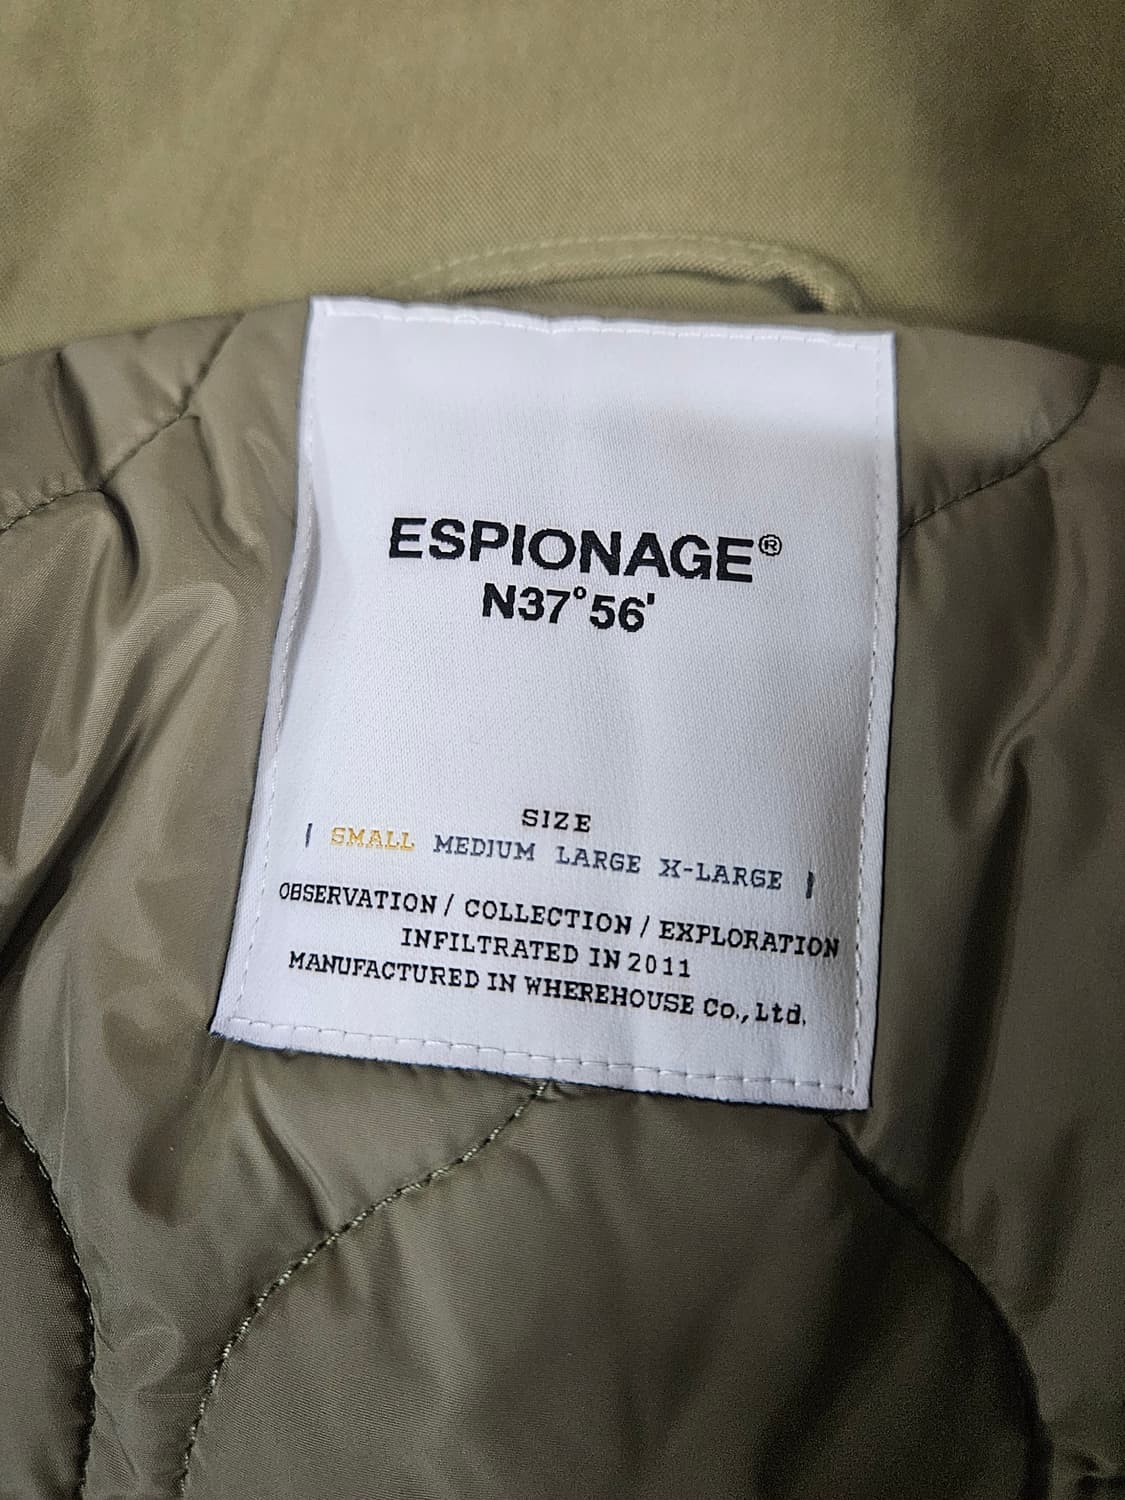 ESPIONAGE®
N37°56'
SIZE
| SMALL MEDIUM LARGE X-LARGE |
OBSERVATION / COLLECTION / EXPLORATION
INFILTRATED IN 2011
MANUFACTURED IN WHEREHOUSE Co., Ltd.